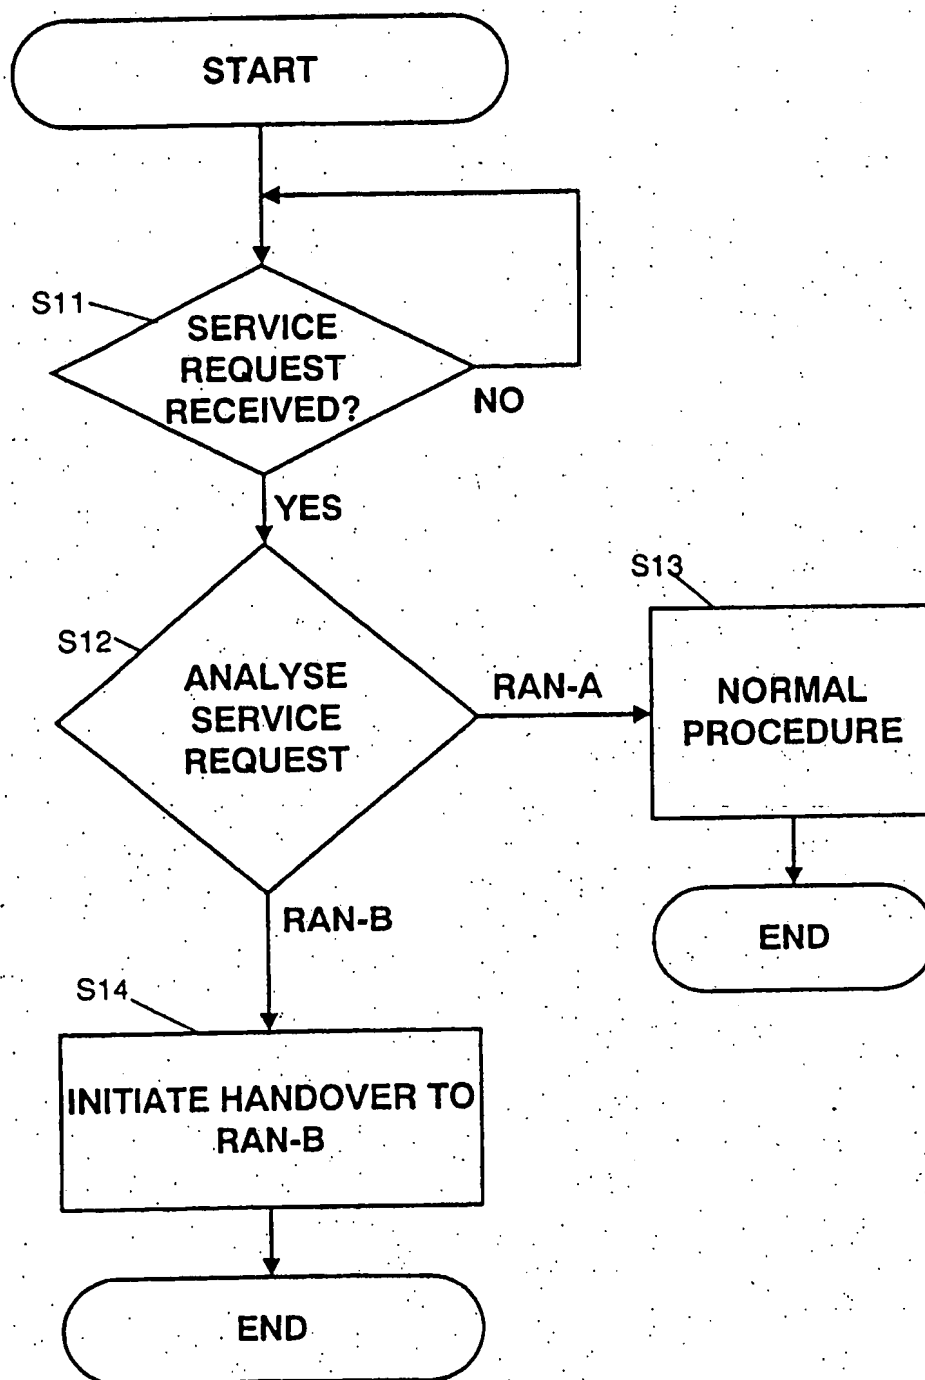 START
S11
SERVICE
REQUEST
RECEIVED?
NO
YES
S12
ANALYSE
SERVICE
REQUEST
RAN-A
S13
NORMAL
PROCEDURE
END
RAN-B
S14
INITIATE HANDOVER TO
RAN-B
END